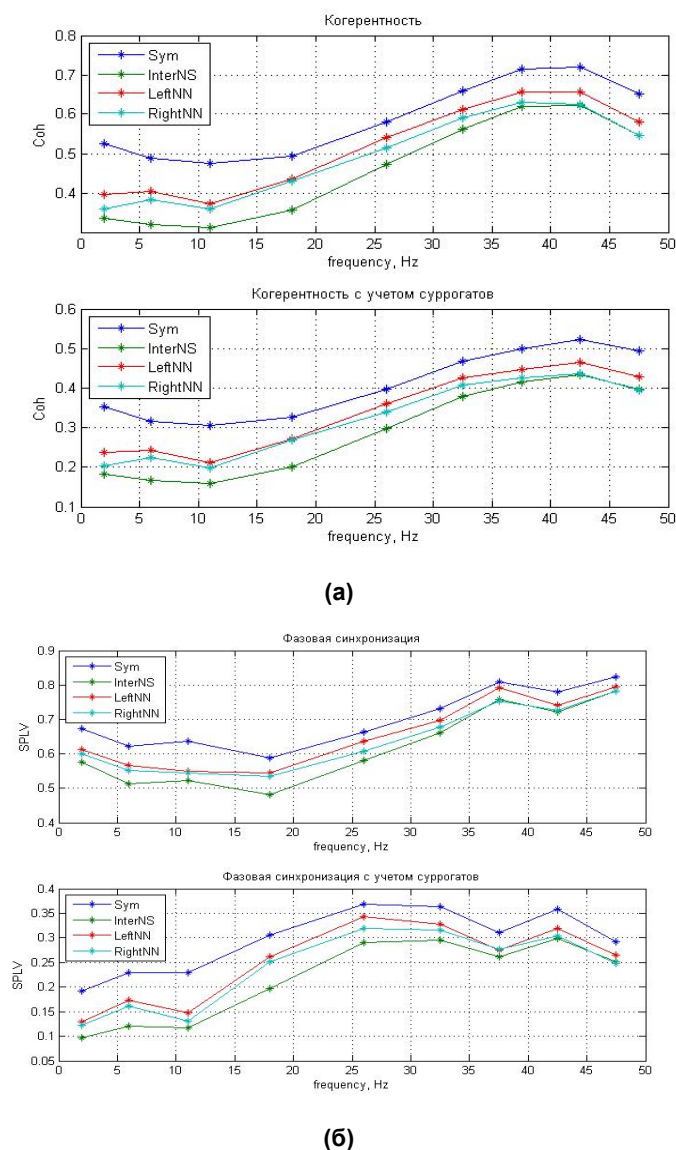 Когерентность
0.8
0.7
0.6
0.5
0.4
Coh
Sym
InterNS
LeftNN
RightNN
0 5 10 15 20 25 30 35 40 45 50
frequency, Hz
Когерентность с учетом суррогатов
0.6
0.5
0.4
0.3
0.2
0.1
Coh
Sym
InterNS
LeftNN
RightNN
0 5 10 15 20 25 30 35 40 45 50
frequency, Hz
(а)
Фазовая синхронизация
0.9
0.8
0.7
0.6
0.5
0.4
SPLV
Sym
InterNS
LeftNN
RightNN
0 5 10 15 20 25 30 35 40 45 50
frequency, Hz
Фазовая синхронизация с учетом суррогатов
0.4
0.35
0.3
0.25
0.2
0.15
0.1
0.05
SPLV
Sym
InterNS
LeftNN
RightNN
0 5 10 15 20 25 30 35 40 45 50
frequency, Hz
(б)